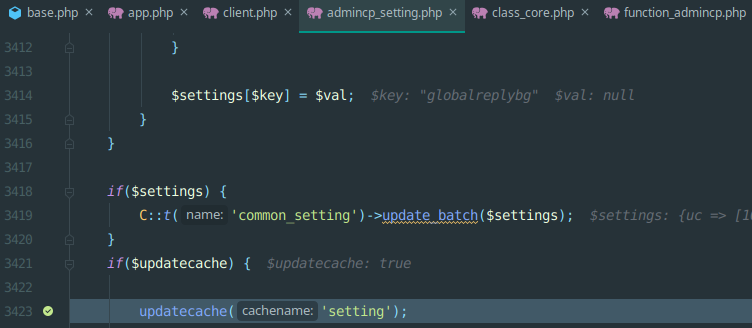 base.php × app.php × client.php × admincp_setting.php × class_core.php × function_admincp.php
3412 }
3413
3414 $settings[$key] = $val; $key: "globalreplybg" $val: null
3415 }
3416 }
3417
3418 if($settings) {
3419 C::t( name: 'common_setting')->update_batch($settings); $settings: {uc => [
3420 }
3421 if($updatecache) { $updatecache: true
3422
3423 updatecache( cachename: 'setting');